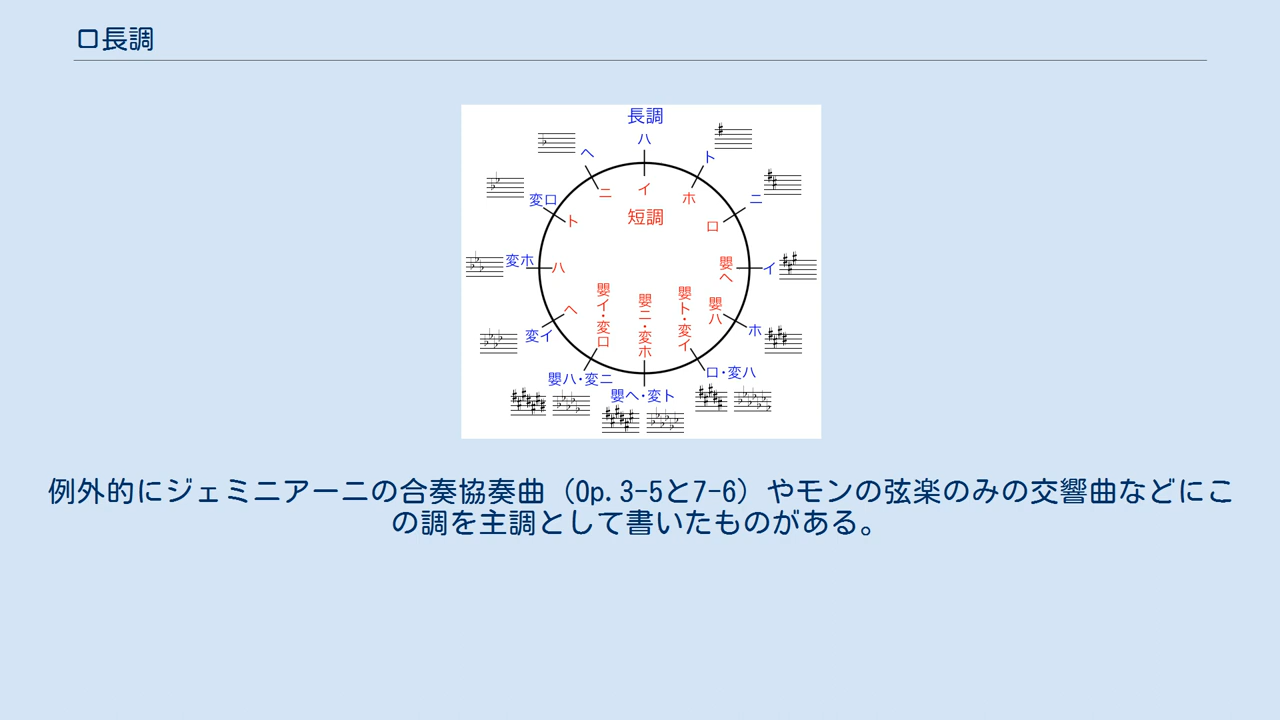 ロ長調
長調
ハ
ヘ
ト
変ロ
ニ
イ
ホ
ニ
短調
ト
ロ
変ホ
ハ
嬰ヘ
イ
ヘ
嬰イ・変ロ
嬰ニ・変ホ
嬰ト・変イ
嬰ハ
変イ
ホ
嬰ハ・変ニ
嬰ヘ・変ト
ロ・変ハ
例外的にジェミニアーニの合奏協奏曲（Op.3-5と7-6）やモンの弦楽のみの交響曲などにこ
の調を主調として書いたものがある。